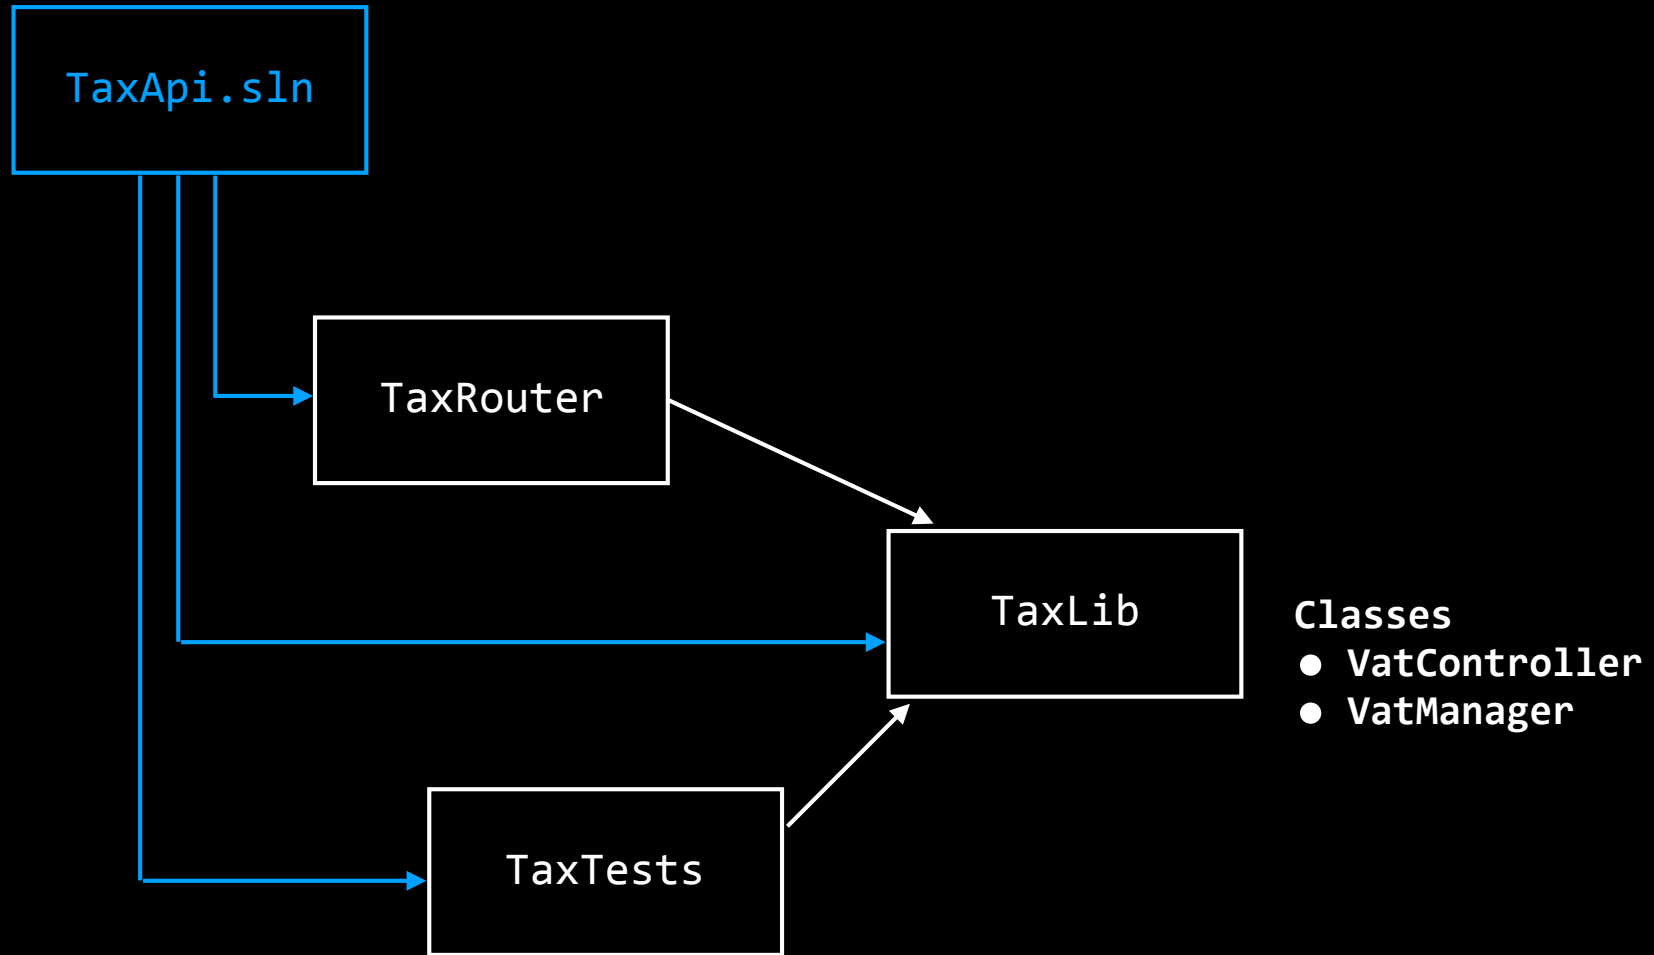 TaxApi.sln
TaxRouter
TaxLib
Classes
● VatController
● VatManager
TaxTests